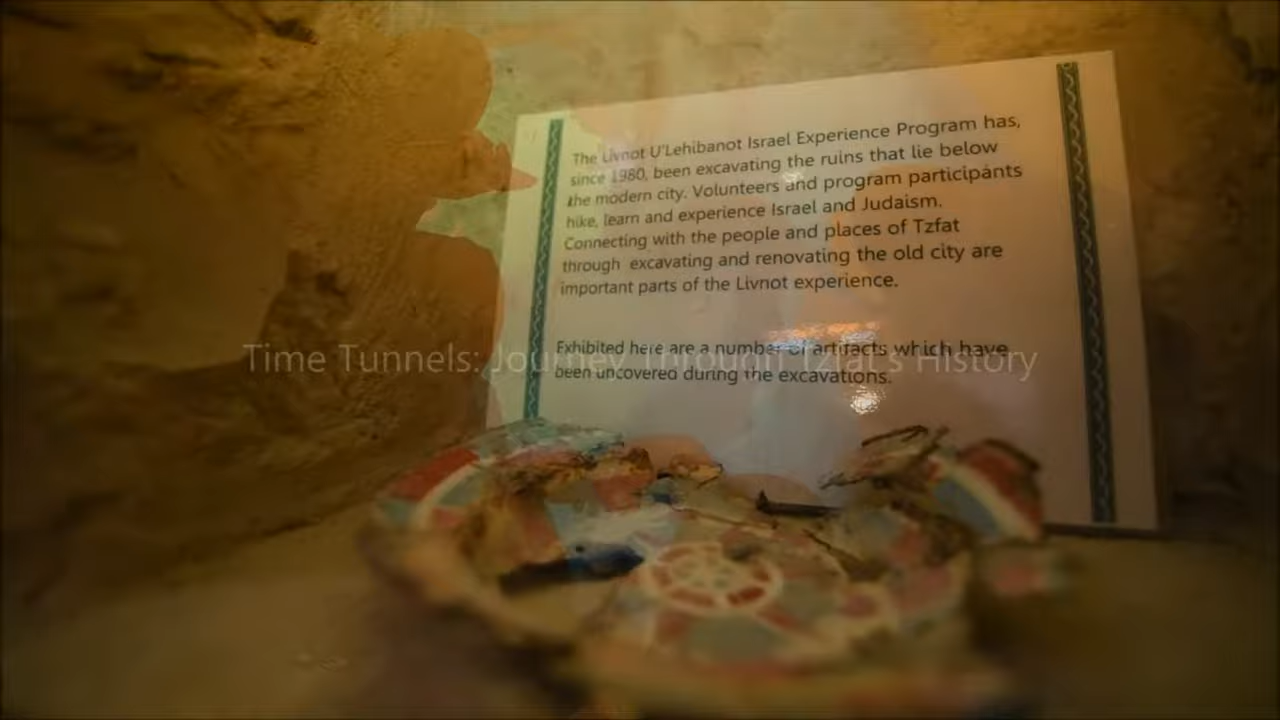 The Livnot U'Lehibanot Israel Experience Program has,
since 1980, been excavating the ruins that lie below
the modern city. Volunteers and program participants
hike, learn and experience Israel and Judaism.
Connecting with the people and places of Tzfat
through excavating and renovating the old city are
important parts of the Livnot experience.
Exhibited here are a number of artifacts which have
been uncovered during the excavations.
Time Tunnels: Journey Through Tzfat's History